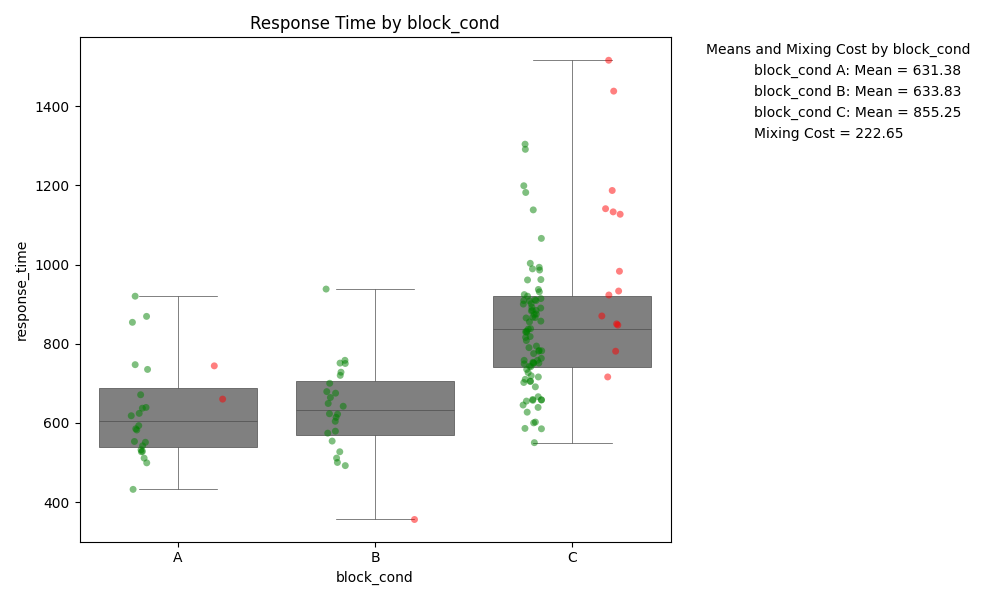 Response Time by block_cond
Means and Mixing Cost by block_cond
block_cond A: Mean = 631.38
block_cond B: Mean = 633.83
block_cond C: Mean = 855.25
Mixing Cost = 222.65
response_time
1400
1200
1000
800
600
400
A
B
C
block_cond